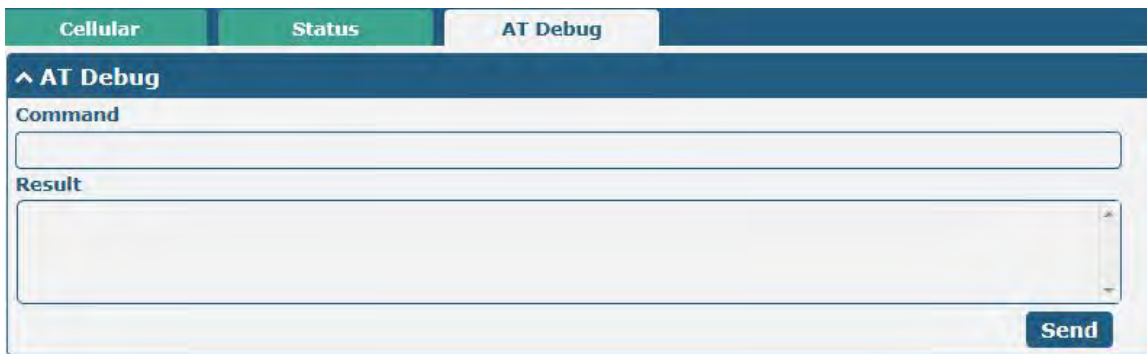 Cellular Status AT Debug
AT Debug
Command
Result
Send